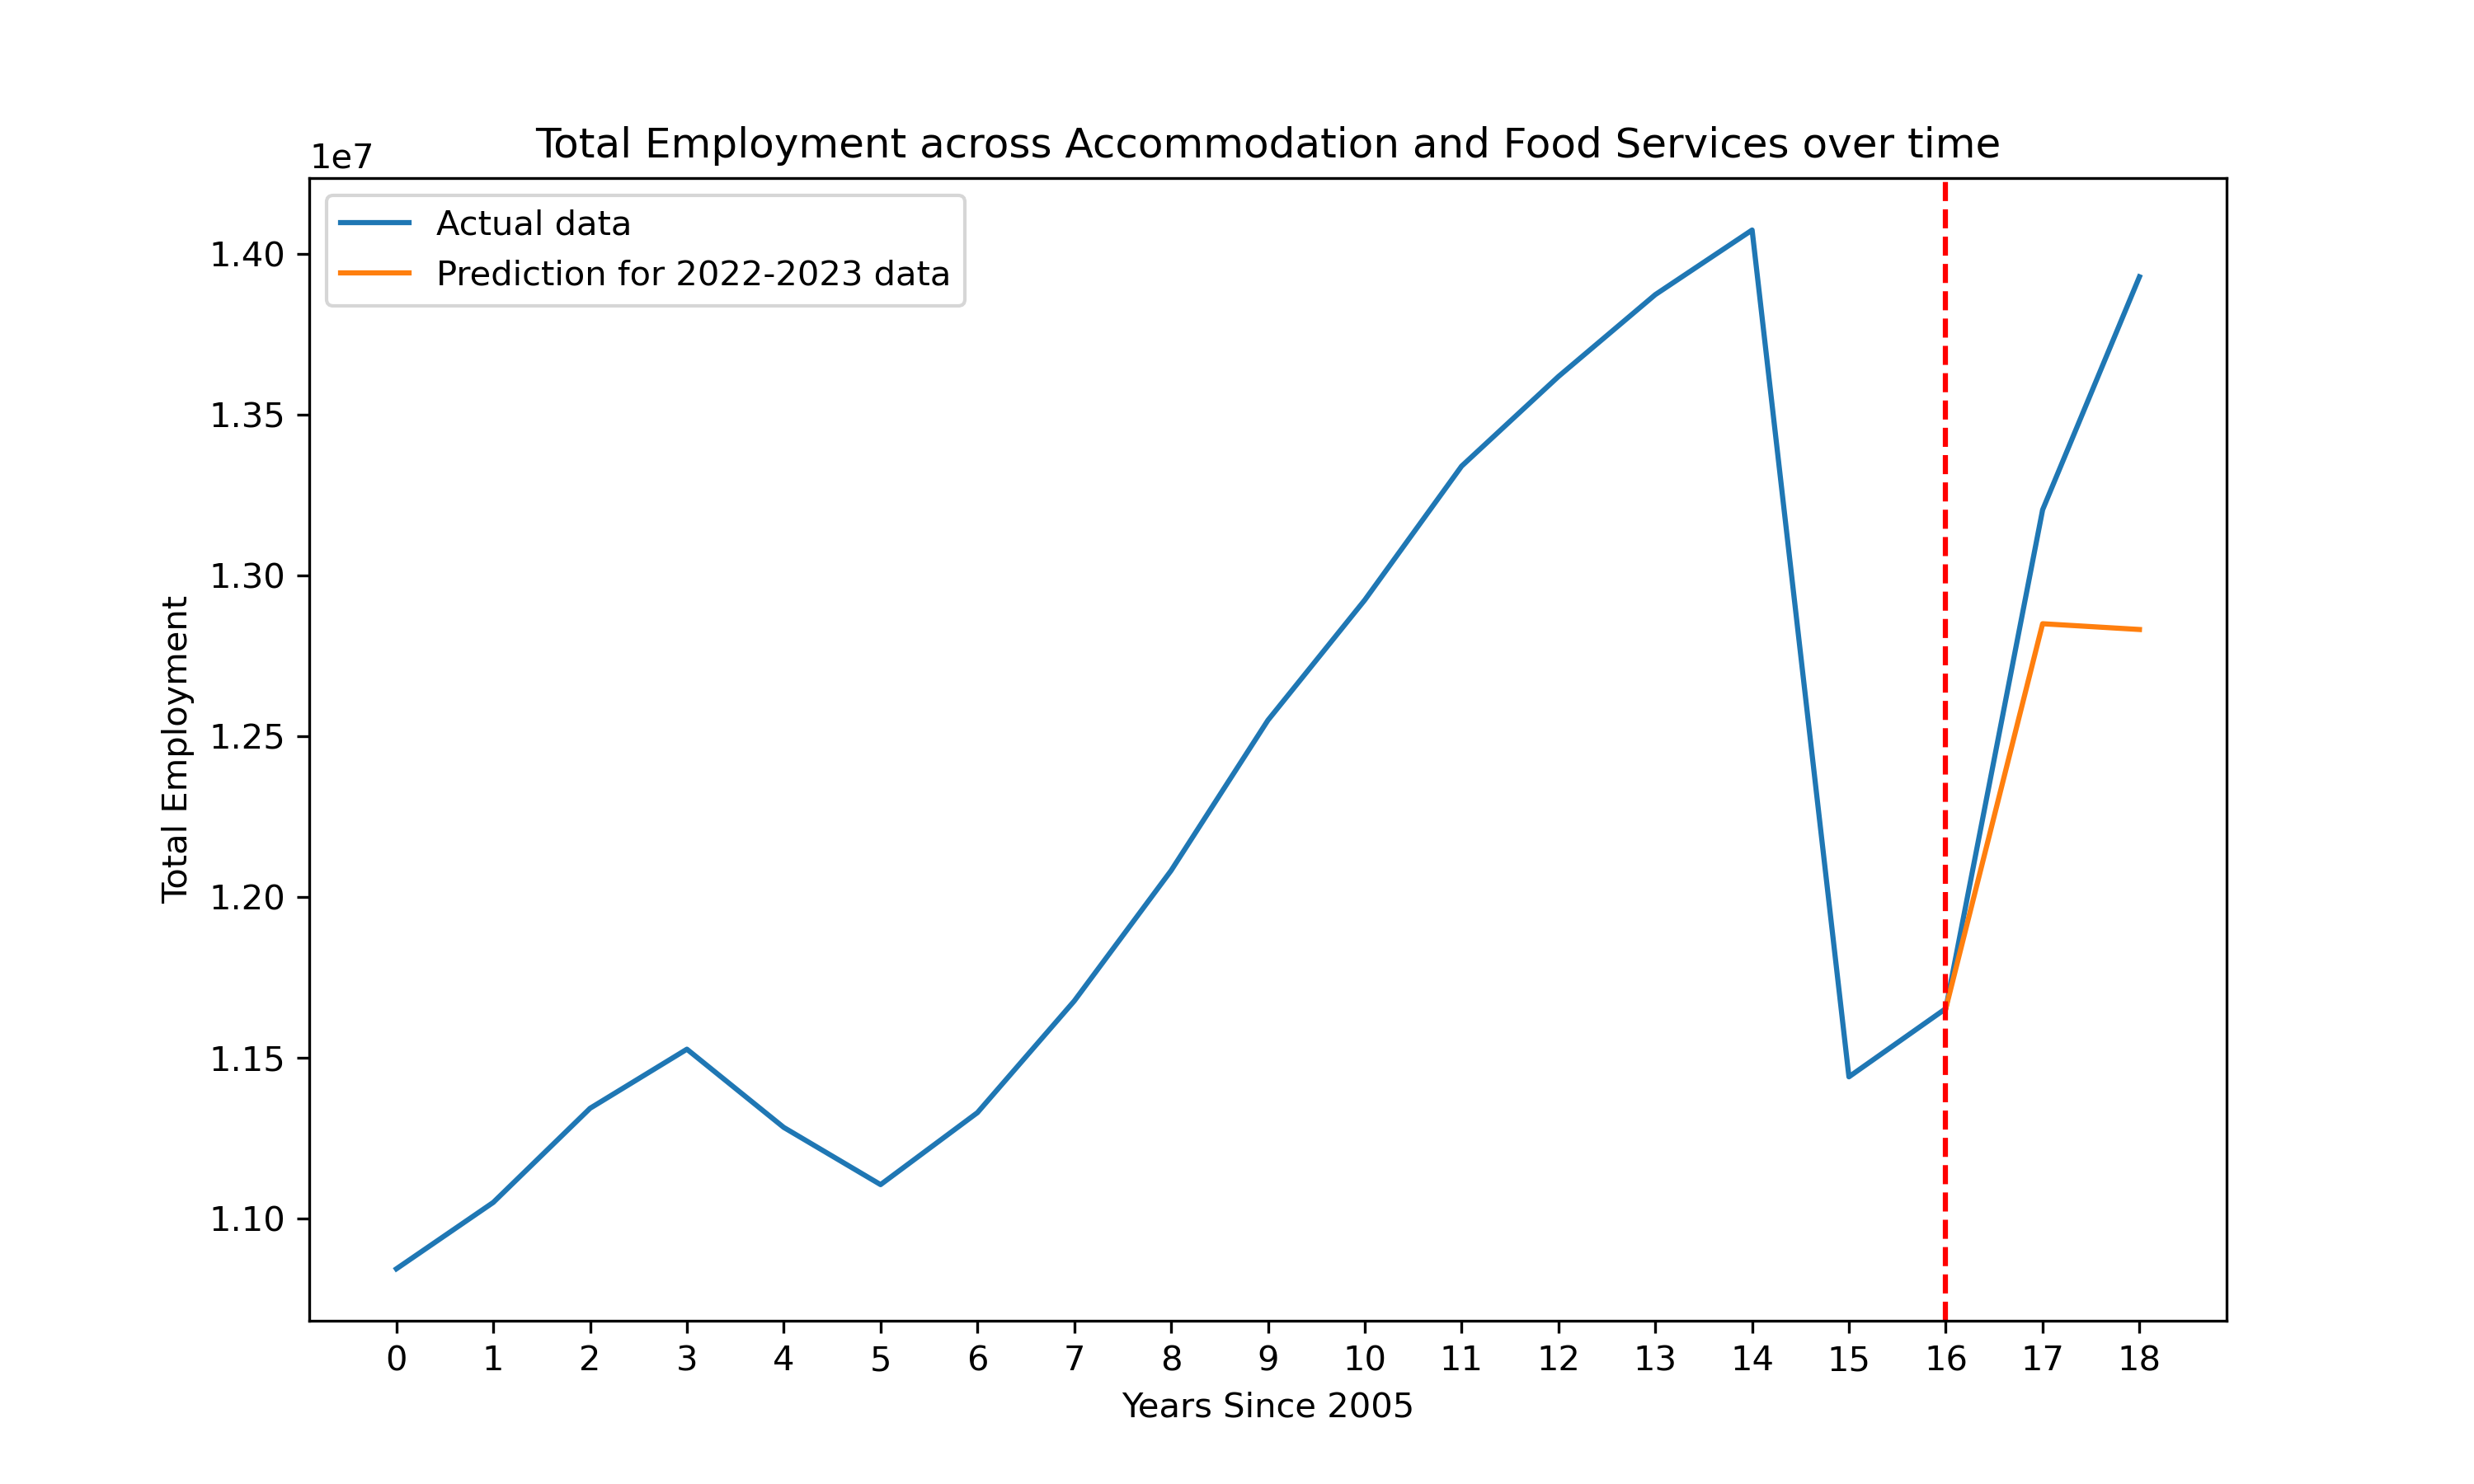 Total Employment across Accommodation and Food Services over time
1e7
Actual data
Prediction for 2022-2023 data
1.40
1.35
1.30
1.25
1.20
1.15
1.10
Total Employment
0 1 2 3 4 5 6 7 8 9 10 11 12 13 14 15 16 17 18
Years Since 2005